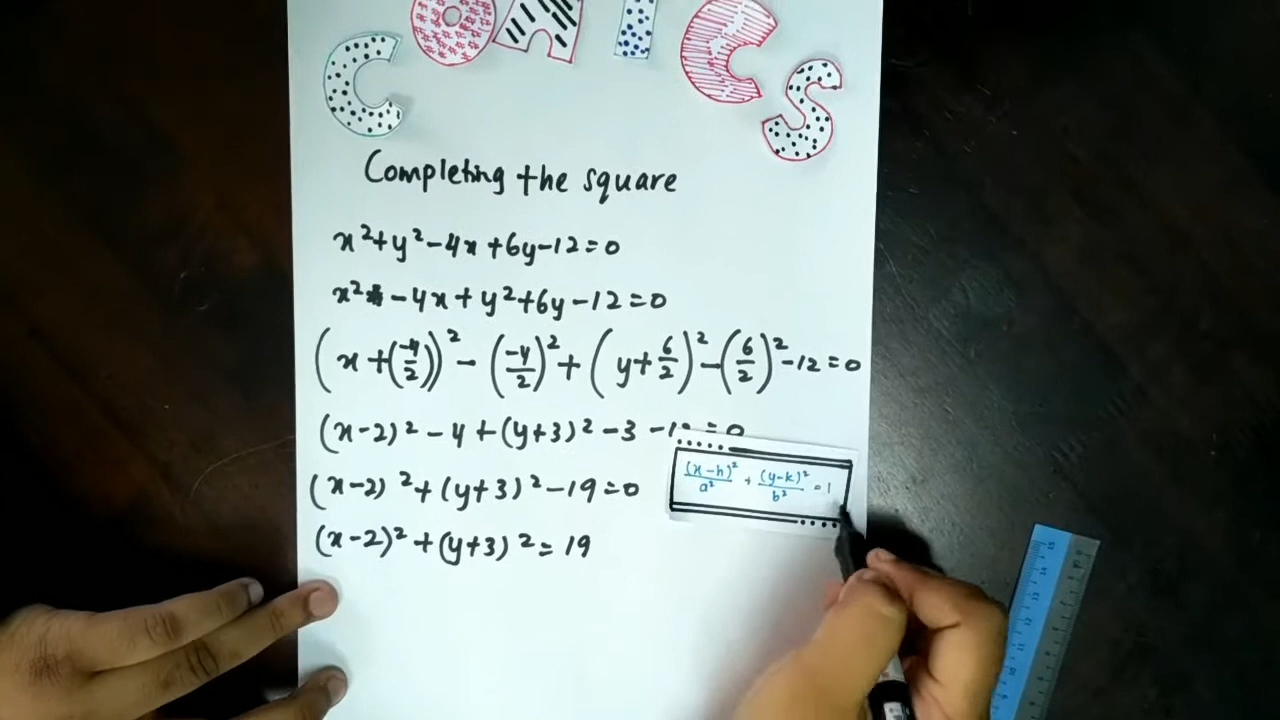 CONICS
Completing the square
x²+y²-4x+6y-12=0
x²-4x+y²+6y-12=0
(x+(-4/2))²-(-4/2)²+(y+6/2)²-(6/2)²-12=0
(x-2)²-4+(y+3)²-3-12=0
(x-h)²/a²+(y-k)²/b²=1
(x-2)²+(y+3)²-19=0
(x-2)²+(y+3)²=19